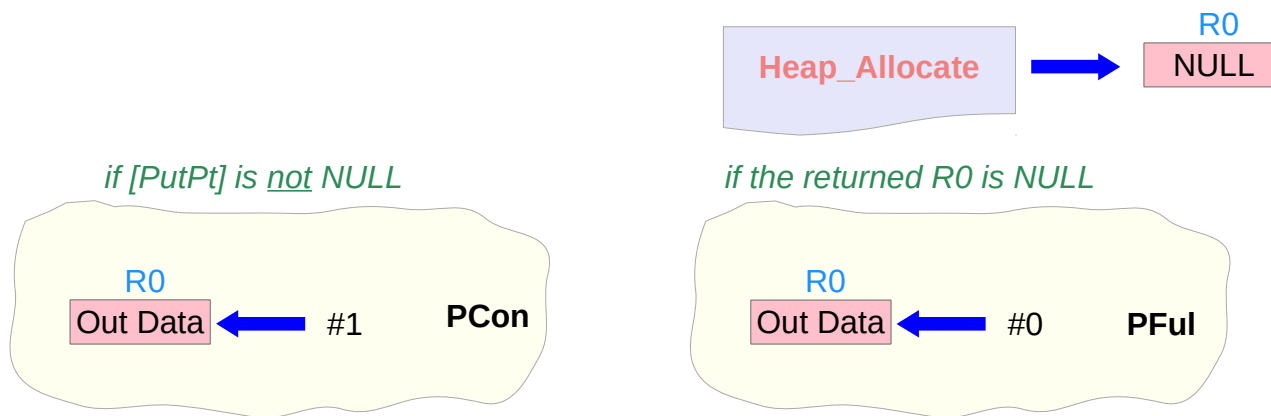 R0
Heap_Allocate
NULL
if [PutPt] is not NULL
if the returned R0 is NULL
R0
Out Data
#1
PCon
R0
Out Data
#0
PFul